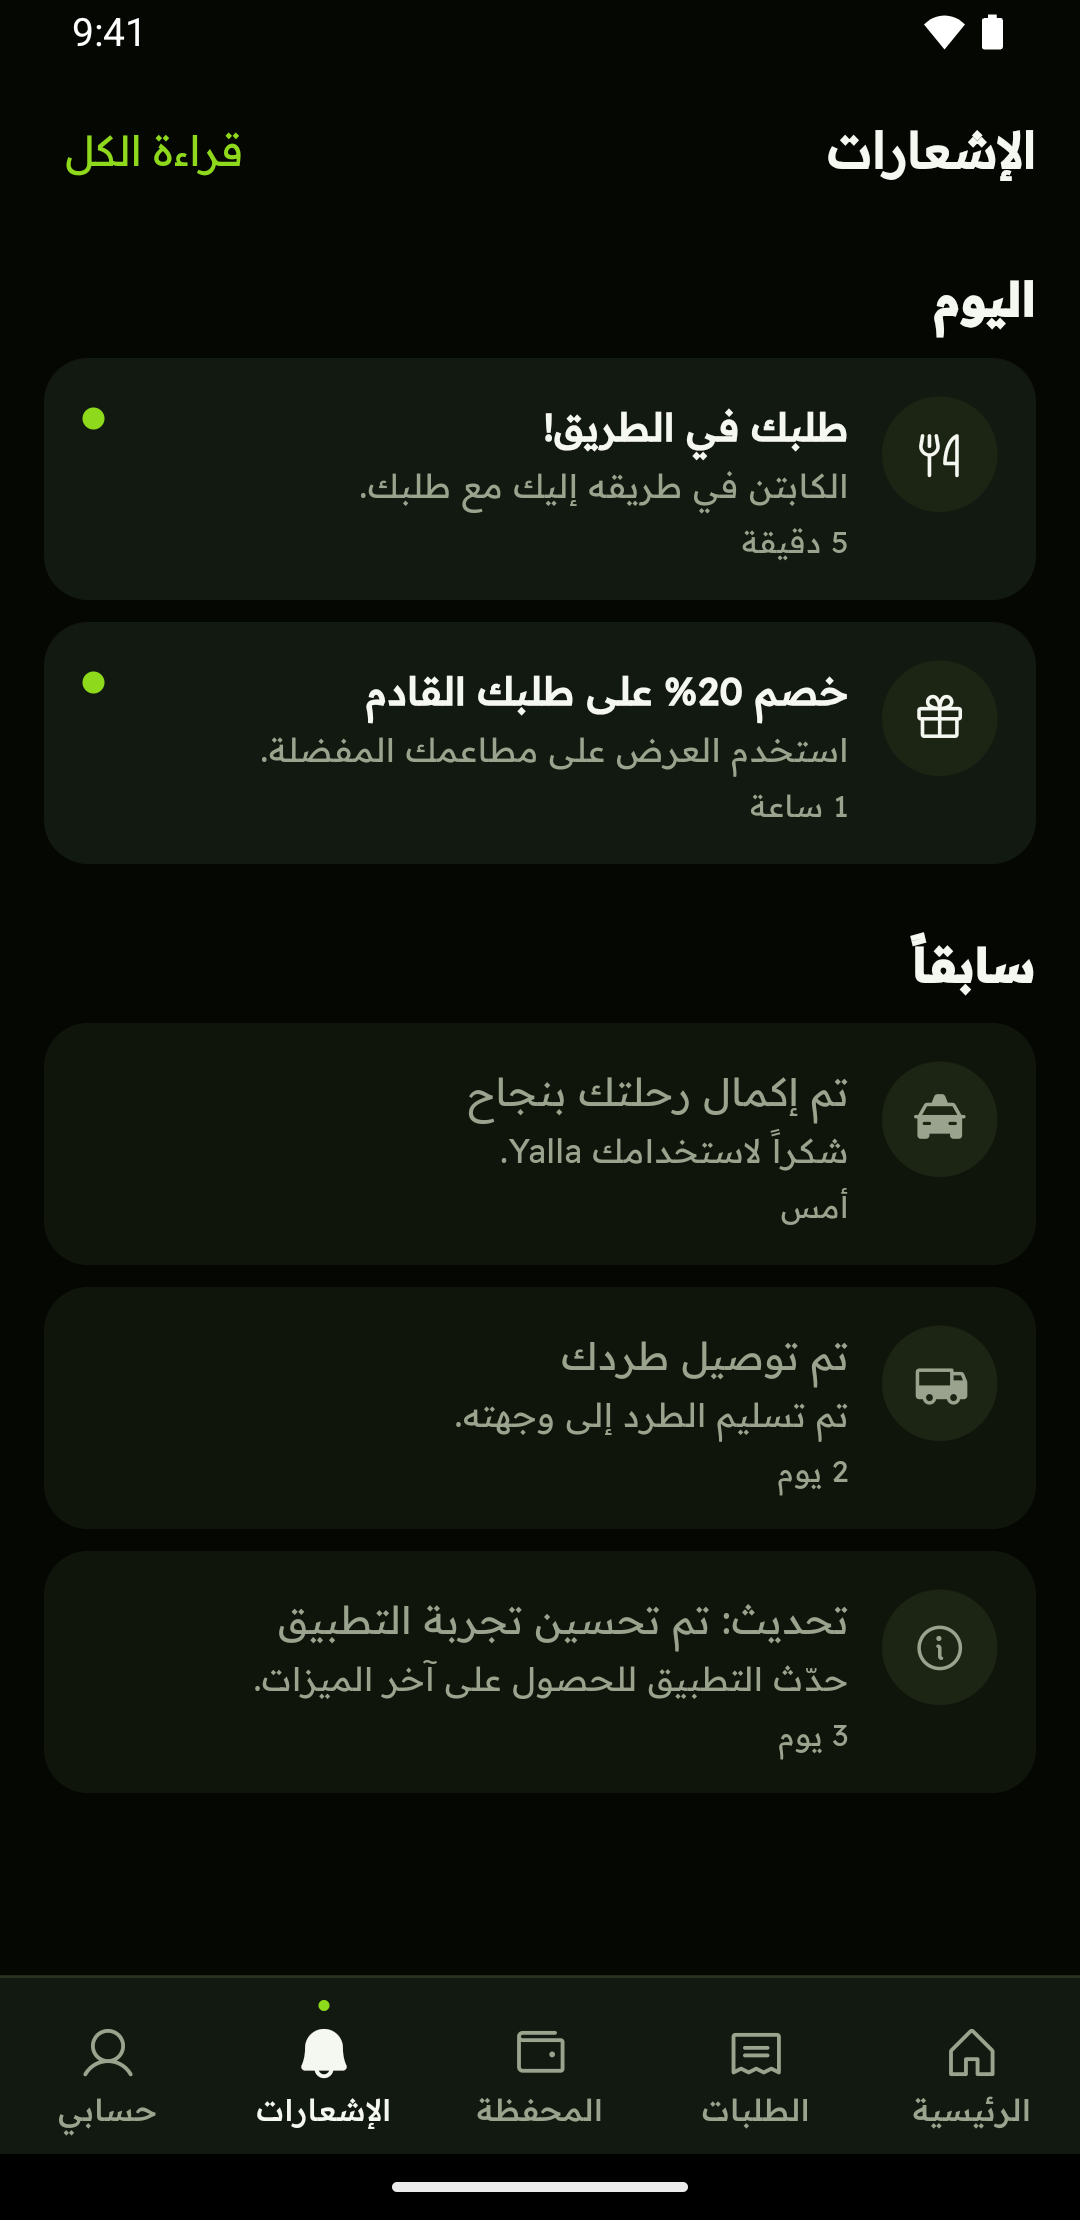 9:41
الإشعارات
قراءة الكل
اليوم
طلبك في الطريق!
الكابتن في طريقه إليك مع طلبك.
5 دقيقة
خصم 20% على طلبك القادم
استخدم العرض على مطاعمك المفضلة.
1 ساعة
سابقاً
تم إكمال رحلتك بنجاح
شكراً لاستخدامك Yalla.
أمس
تم توصيل طردك
تم تسليم الطرد إلى وجهته.
2 يوم
تحديث: تم تحسين تجربة التطبيق
حدّث التطبيق للحصول على آخر الميزات.
3 يوم
الرئيسية
الطلبات
المحفظة
الإشعارات
حسابي